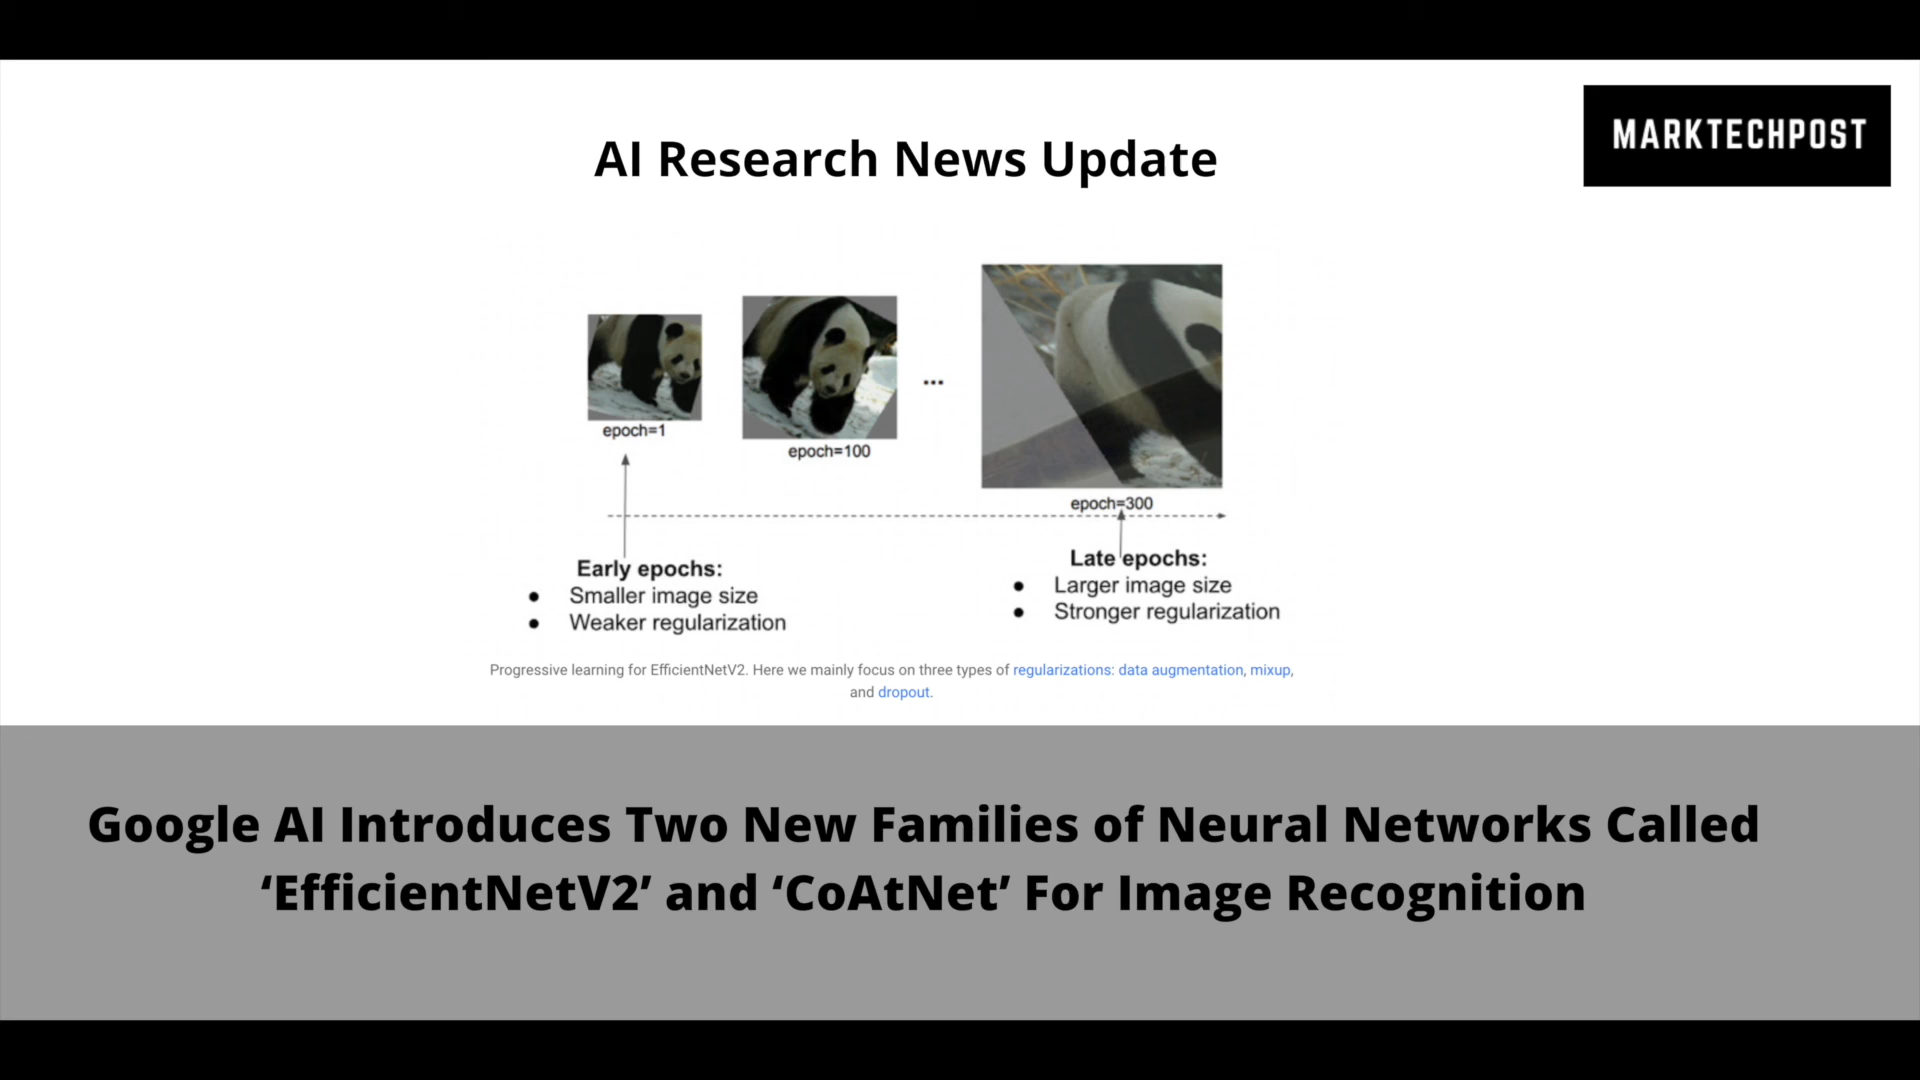 MARKTECHPOST
AI Research News Update
epoch=1
epoch=100
...
epoch=300
Early epochs:
● Smaller image size
● Weaker regularization
Late epochs:
● Larger image size
● Stronger regularization
Progressive learning for EfficientNetV2. Here we mainly focus on three types of regularizations: data augmentation, mixup,
and dropout.
Google AI Introduces Two New Families of Neural Networks Called
‘EfficientNetV2’ and ‘CoAtNet’ For Image Recognition